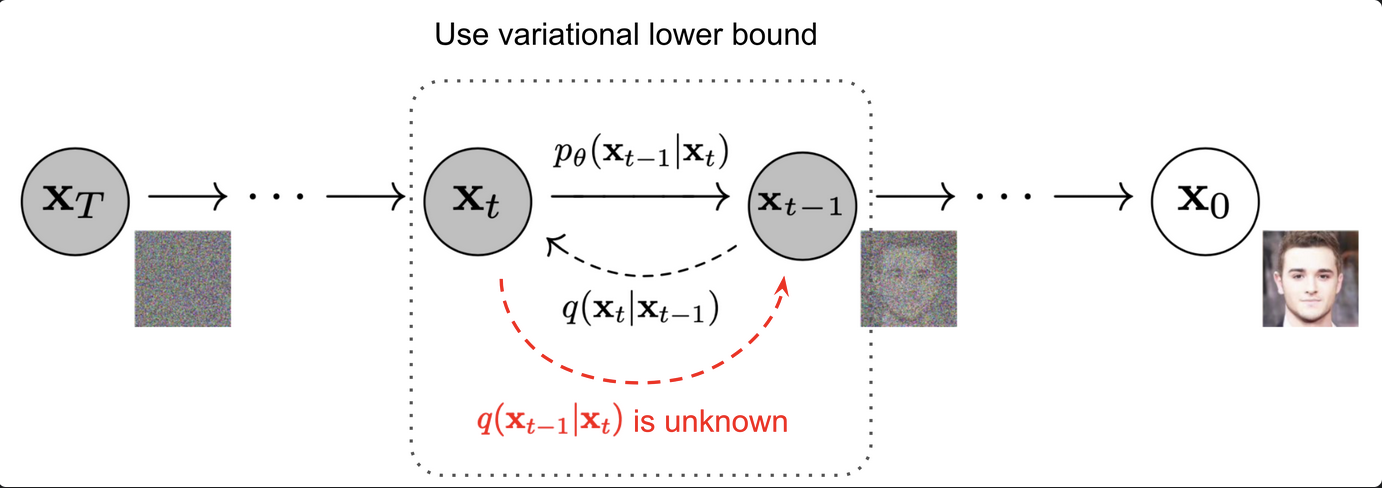 Use variational lower bound
p_θ(x_{t−1}|x_t)
x_T ⋯ x_t x_{t−1} ⋯ x_0
q(x_t|x_{t−1})
q(x_{t−1}|x_t) is unknown